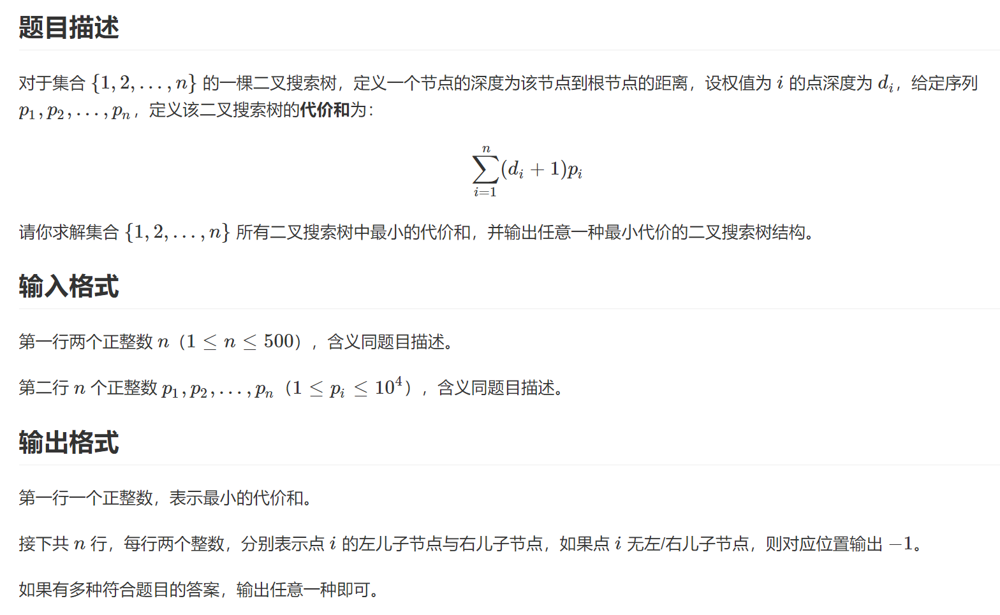 题目描述
对于集合 {1, 2, . . . , n} 的一棵二叉搜索树，定义一个节点的深度为该节点到根节点的距离，设权值为 i 的点深度为 d_i，给定序列
p_1, p_2, . . . , p_n，定义该二叉搜索树的代价和为：
\sum_{i=1}^{n} (d_i + 1)p_i
请你求解集合 {1, 2, . . . , n} 所有二叉搜索树中最小的代价和，并输出任意一种最小代价的二叉搜索树结构。
输入格式
第一行两个正整数 n（1 ≤ n ≤ 500），含义同题目描述。
第二行 n 个正整数 p_1, p_2, . . . , p_n（1 ≤ p_i ≤ 10^4），含义同题目描述。
输出格式
第一行一个正整数，表示最小的代价和。
接下共 n 行，每行两个整数，分别表示点 i 的左儿子节点与右儿子节点，如果点 i 无左/右儿子节点，则对应位置输出 −1。
如果有多种符合题目的答案，输出任意一种即可。